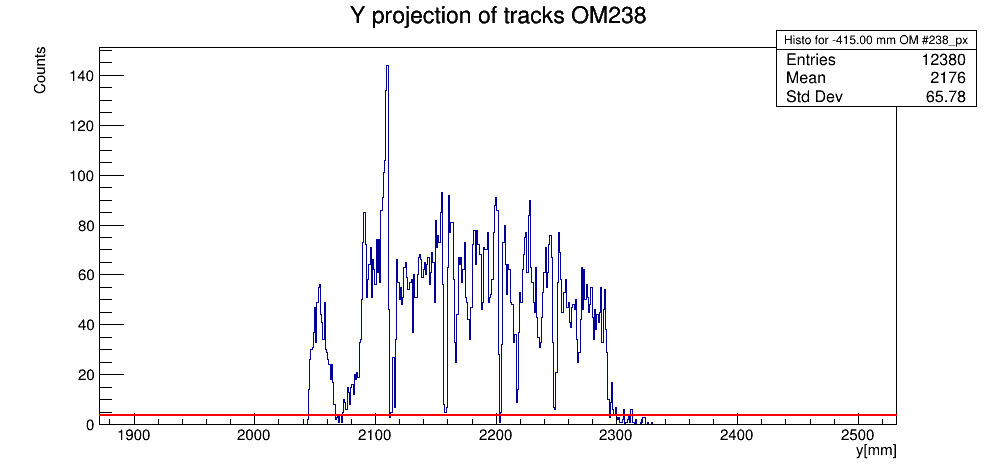 Y projection of tracks OM238
Counts
Histo for -415.00 mm OM #238_px
Entries 12380
Mean 2176
Std Dev 65.78
140
120
100
80
60
40
20
0
1900 2000 2100 2200 2300 2400 2500
y[mm]